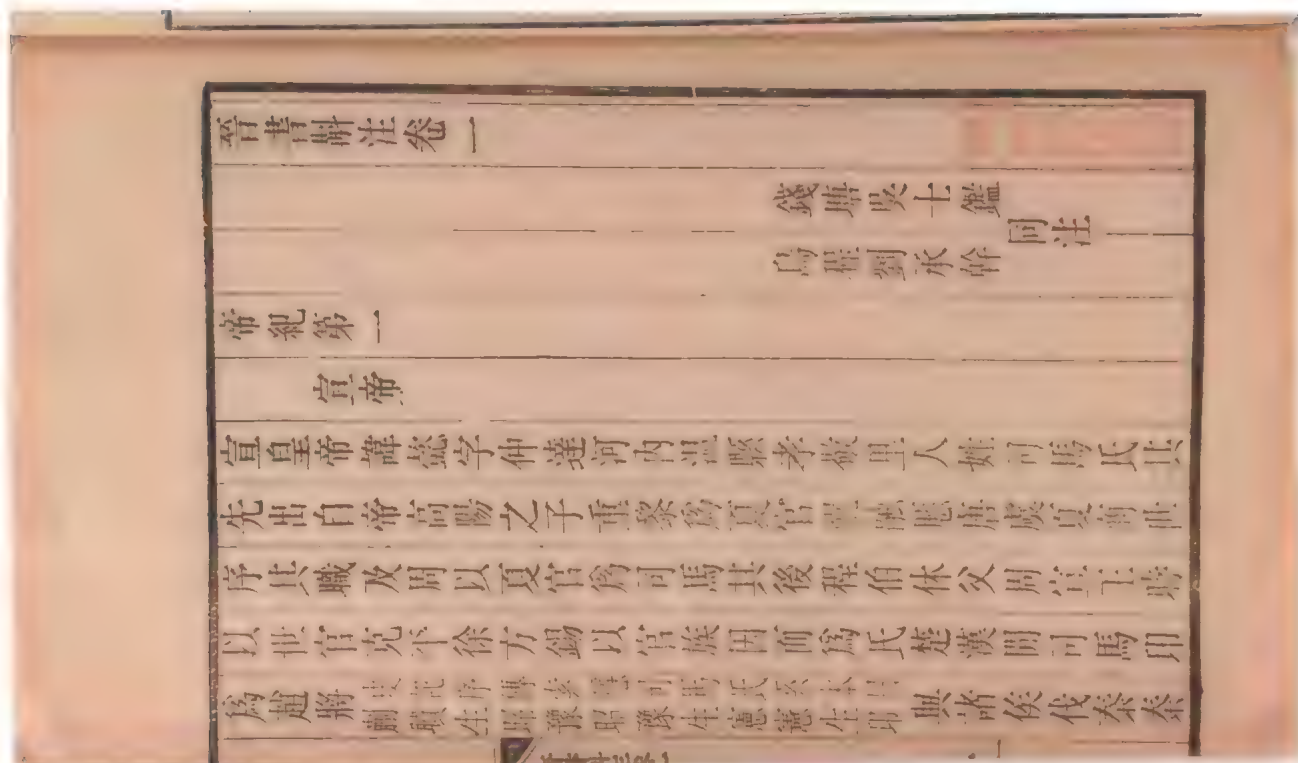 晉書斠注卷一
錢塘吳士鑑
烏程劉承幹
同注
帝紀第一
宣帝
宣皇帝諱懿字仲達河內溫縣孝敬里人姓司馬氏其
先出自帝高陽之子重黎爲夏官祝融歷唐虞夏商世
序其職及周以夏官爲司馬其後程伯休父周宣王時
以世官克平徐方錫以官族因而爲氏楚漢間司馬卬
爲趙將
與諸侯伐秦秦